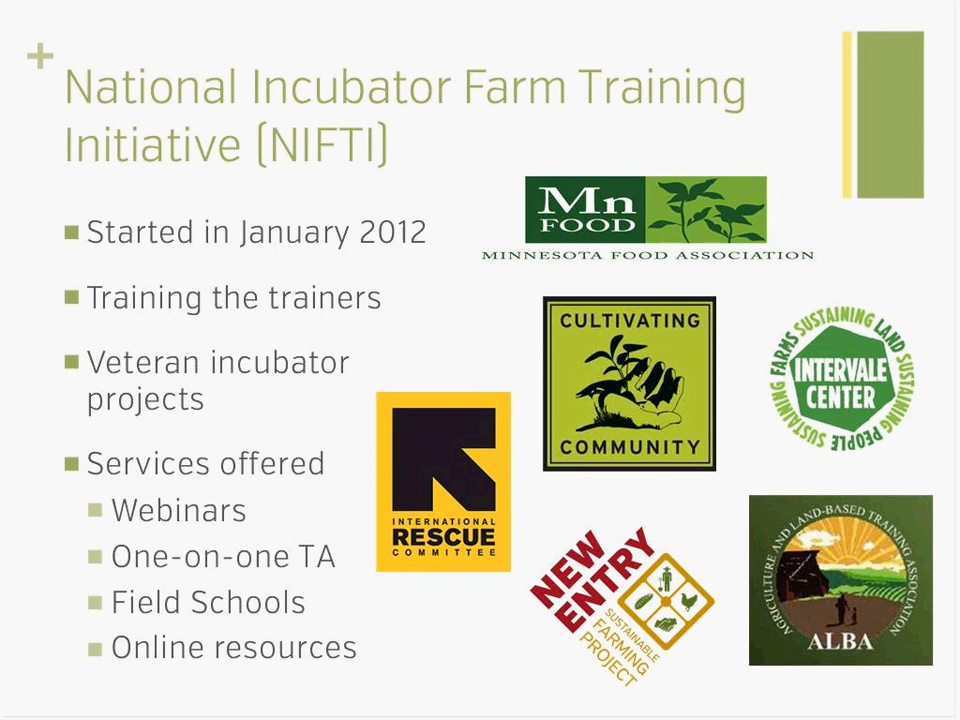 +
National Incubator Farm Training
Initiative (NIFTI)
Started in January 2012
Training the trainers
Veteran incubator
projects
Services offered
Webinars
One-on-one TA
Field Schools
Online resources
Mn
FOOD
MINNESOTA FOOD ASSOCIATION
CULTIVATING
COMMUNITY
SUSTAINING FARMS SUSTAINING LAND SUSTAINING PEOPLE
INTERVALE
CENTER
INTERNATIONAL
RESCUE
COMMITTEE
NEW
ENTRY
SUSTAINABLE
FARMING
PROJECT
AGRICULTURE AND LAND-BASED TRAINING ASSOCIATION
ALBA